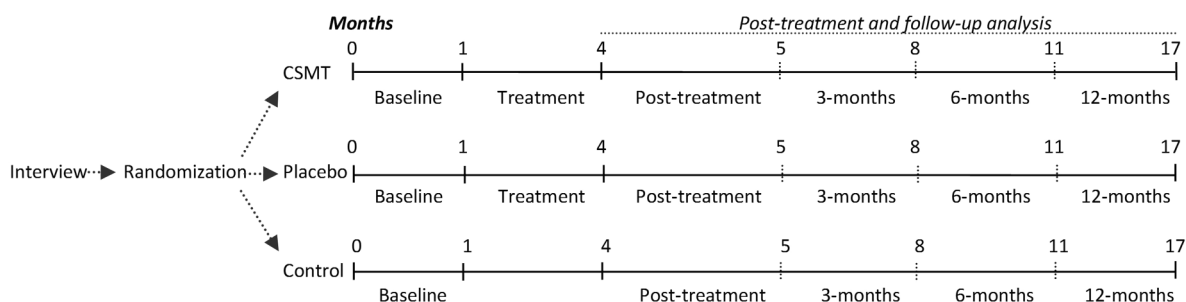 Months Post-treatment and follow-up analysis
0 1 4 5 8 11 17
CSMT
Baseline Treatment Post-treatment 3-months 6-months 12-months
0 1 4 5 8 11 17
Interview Randomization Placebo
Baseline Treatment Post-treatment 3-months 6-months 12-months
0 1 4 5 8 11 17
Control
Baseline Post-treatment 3-months 6-months 12-months